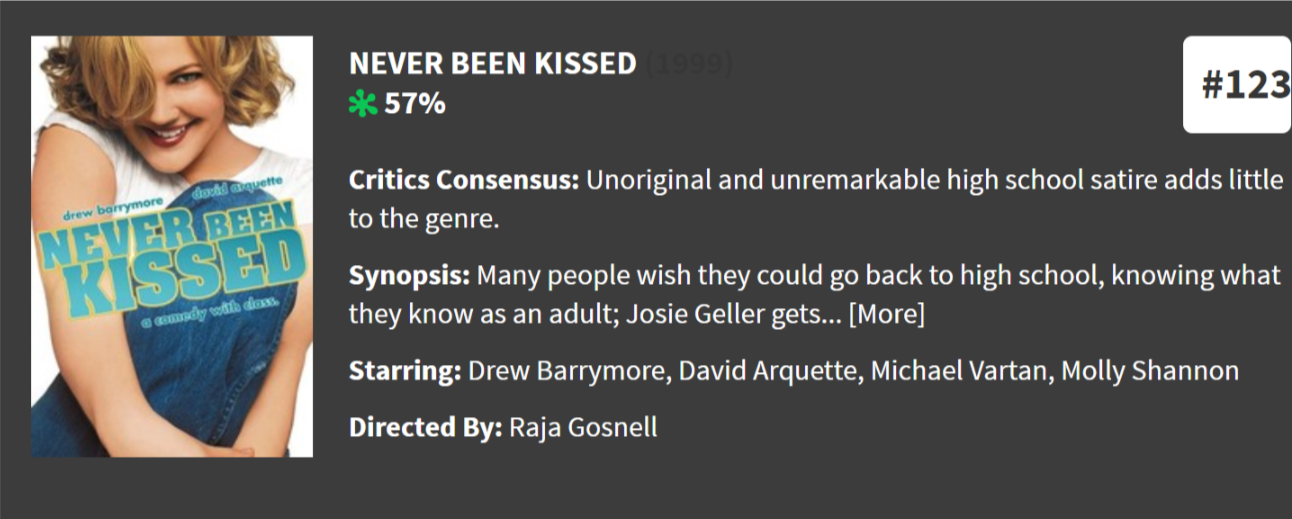 NEVER BEEN KISSED (1999)
57%
#123
Critics Consensus: Unoriginal and unremarkable high school satire adds little
to the genre.
Synopsis: Many people wish they could go back to high school, knowing what
they know as an adult; Josie Geller gets... [More]
Starring: Drew Barrymore, David Arquette, Michael Vartan, Molly Shannon
Directed By: Raja Gosnell
david arquette
drew barrymore
NEVER BEEN
KISSED
a comedy with class.